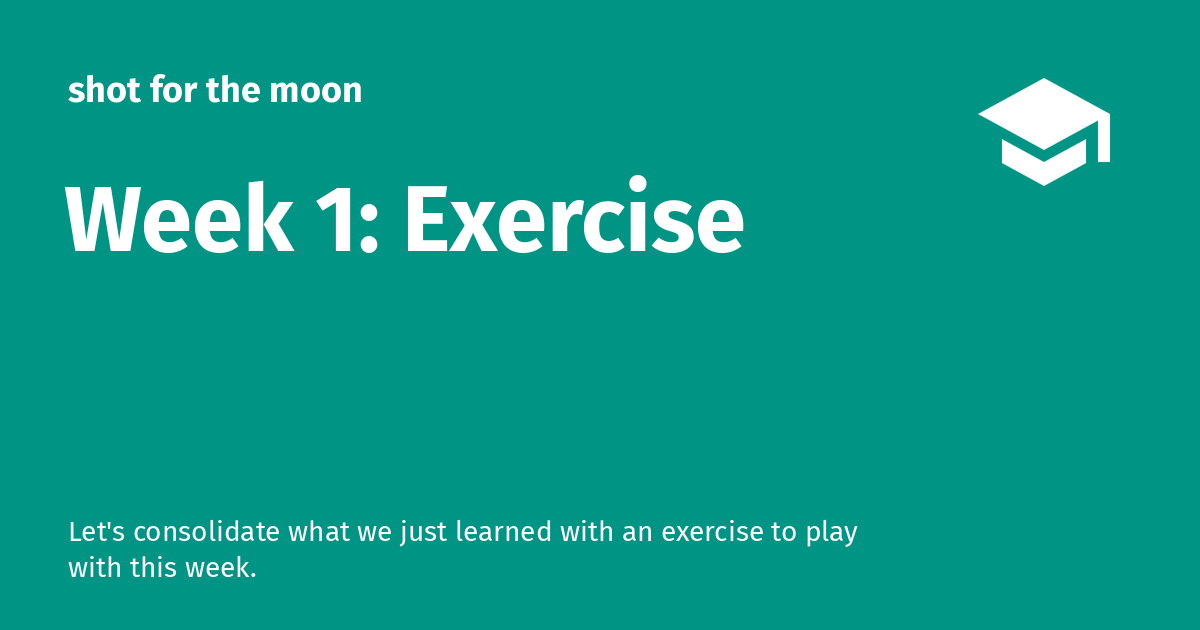 shot for the moon
Week 1: Exercise
Let's consolidate what we just learned with an exercise to play
with this week.